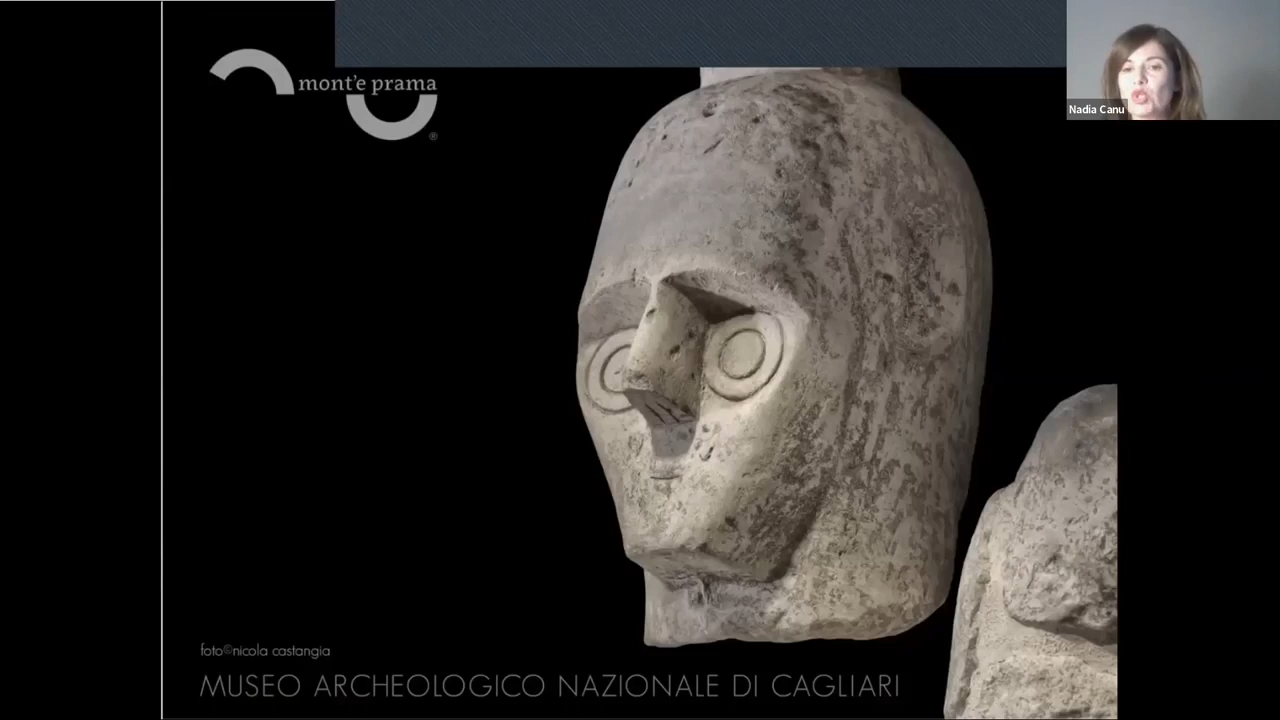 mont'e prama
®
Nadia Canu
foto©nicola castangia
MUSEO ARCHEOLOGICO NAZIONALE DI CAGLIARI